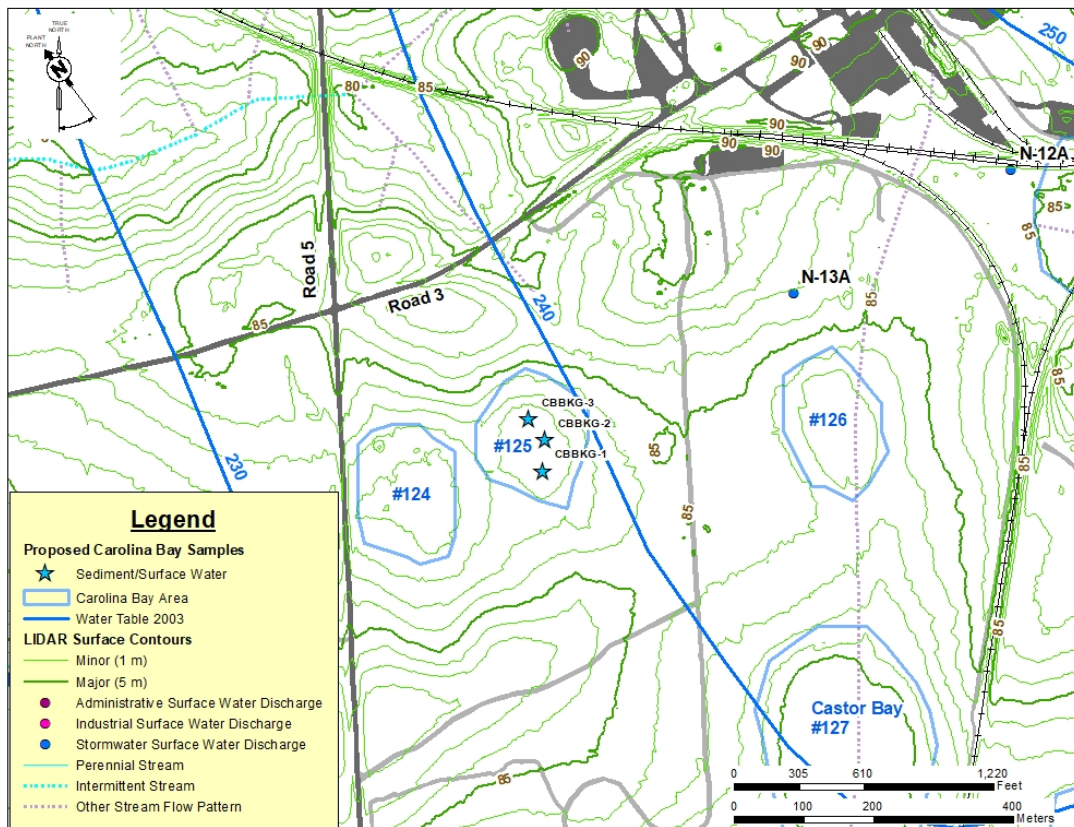 TRUE
NORTH
PLANT
NORTH
N
250
90
90
90
90
80
85
90
90
90
N-12A
85
85
Road 5
N-13A
85
240
Road 3
85
85
CBBKG-3
CBBKG-2
#125
CBBKG-1
#126
85
230
#124
85
85
85
Castor Bay
#127
85
Legend
Proposed Carolina Bay Samples
Sediment/Surface Water
Carolina Bay Area
Water Table 2003
LIDAR Surface Contours
Minor (1 m)
Major (5 m)
Administrative Surface Water Discharge
Industrial Surface Water Discharge
Stormwater Surface Water Discharge
Perennial Stream
Intermittent Stream
Other Stream Flow Pattern
0 305 610 1,220
Feet
0 100 200 400
Meters